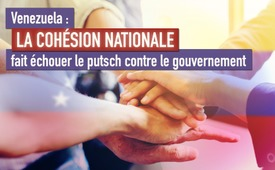 Venezuela :
LA COHÉSION NATIONALE
fait échouer le putsch contre le gouvernement